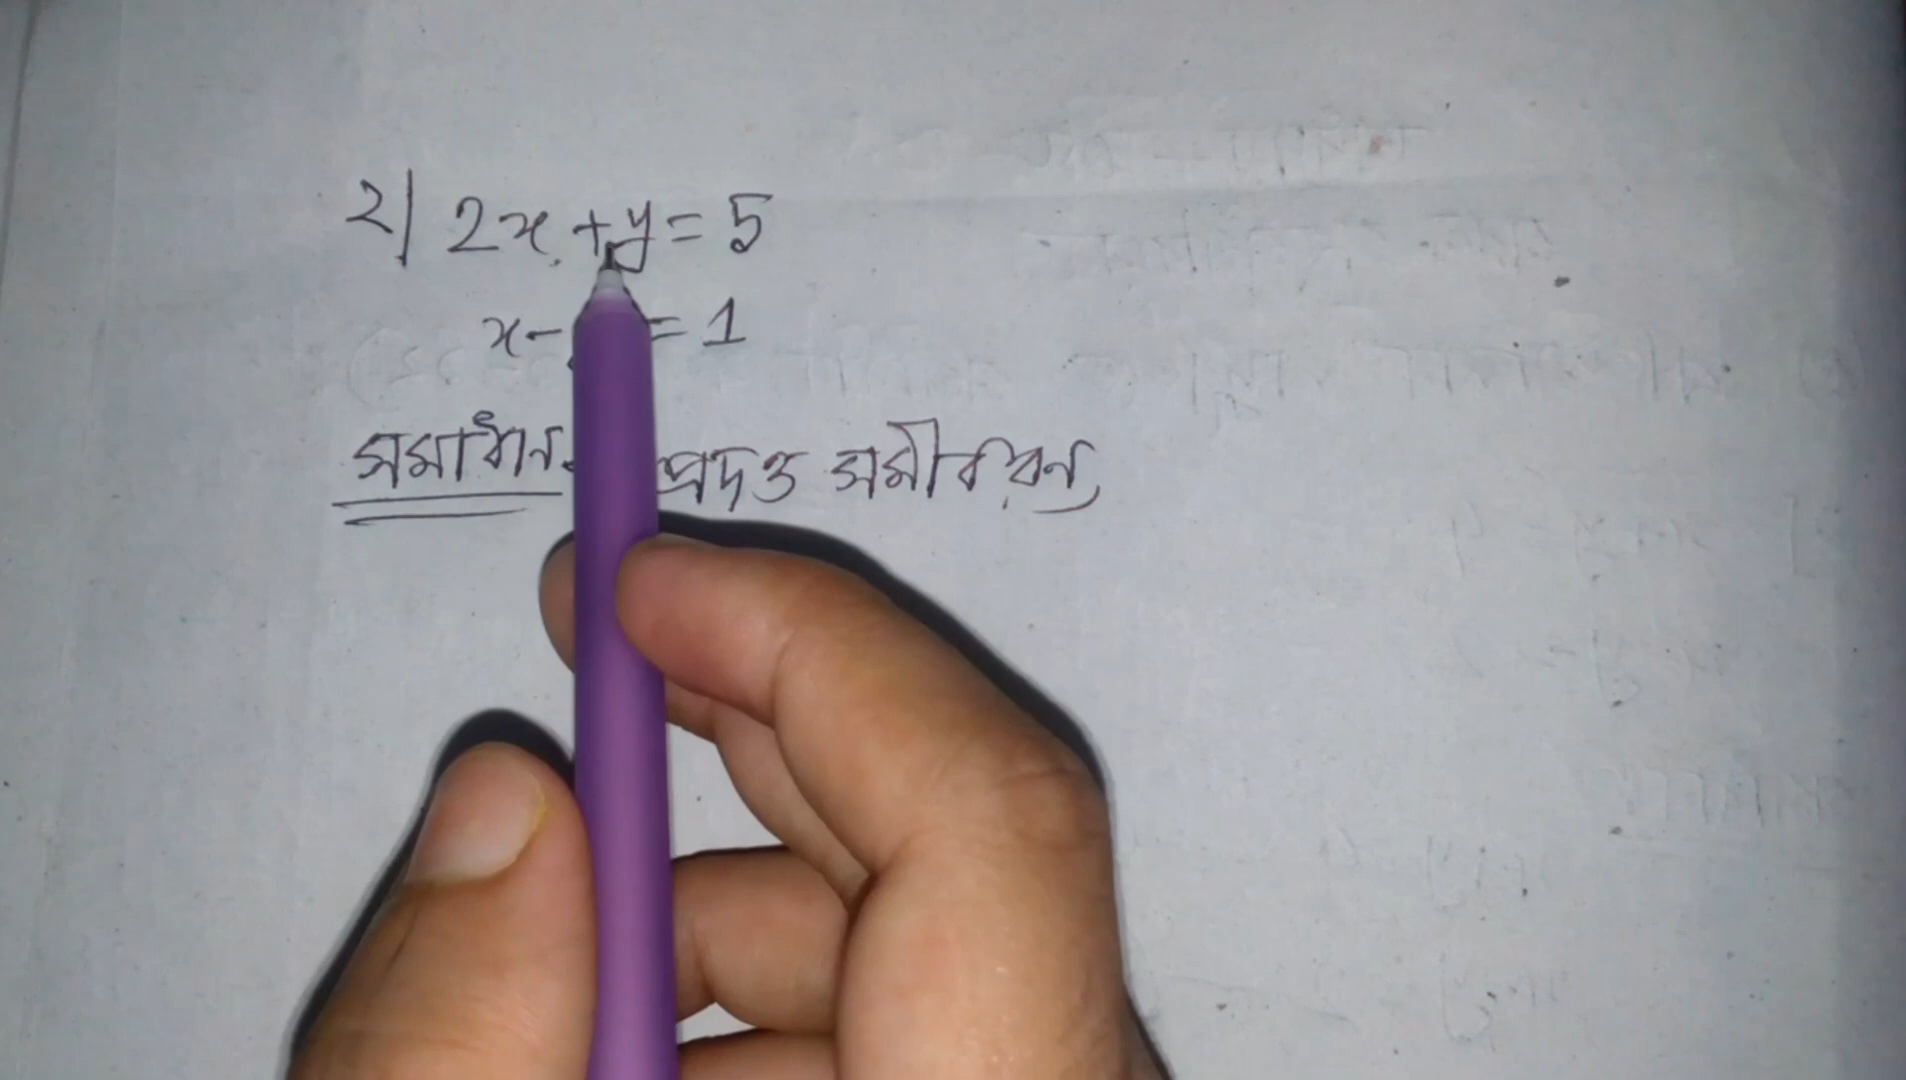 ২| 2x + y = 5
x - = 1
সমাধান প্রদত্ত সমীকরণ,